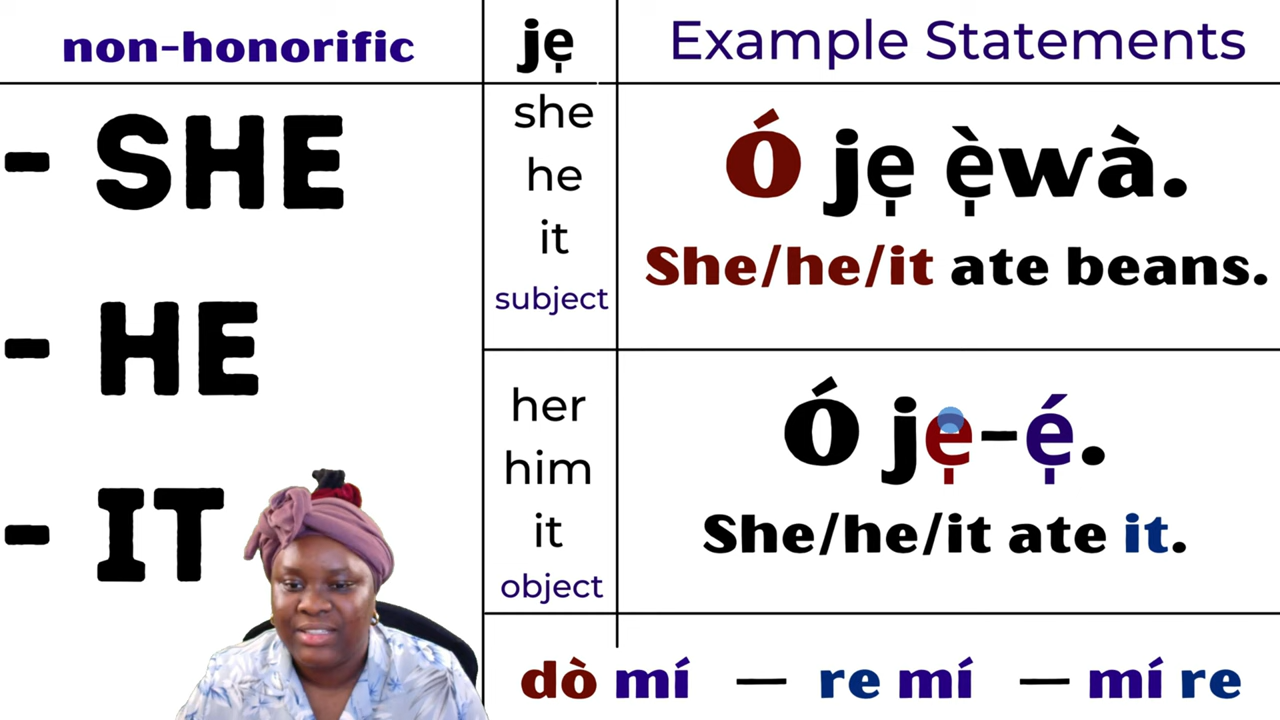 non-honorific
- SHE
- HE
- IT
jẹ
she
he
it
subject
her
him
it
object
Example Statements
Ó jẹ ẹ̀wà.
She/he/it ate beans.
Ó jẹ-ẹ́.
She/he/it ate it.
dò mí — re mí — mí re